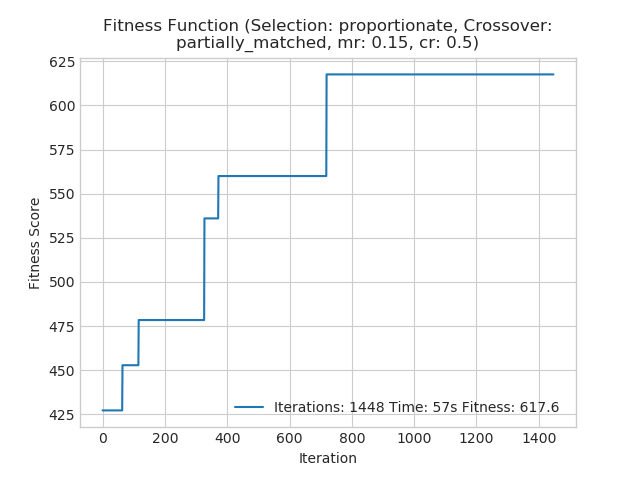 Fitness Function (Selection: proportionate, Crossover:
partially_matched, mr: 0.15, cr: 0.5)
625
600
575
550
525
500
475
450
425
Fitness Score
Iterations: 1448 Time: 57s Fitness: 617.6
0 200 400 600 800 1000 1200 1400
Iteration